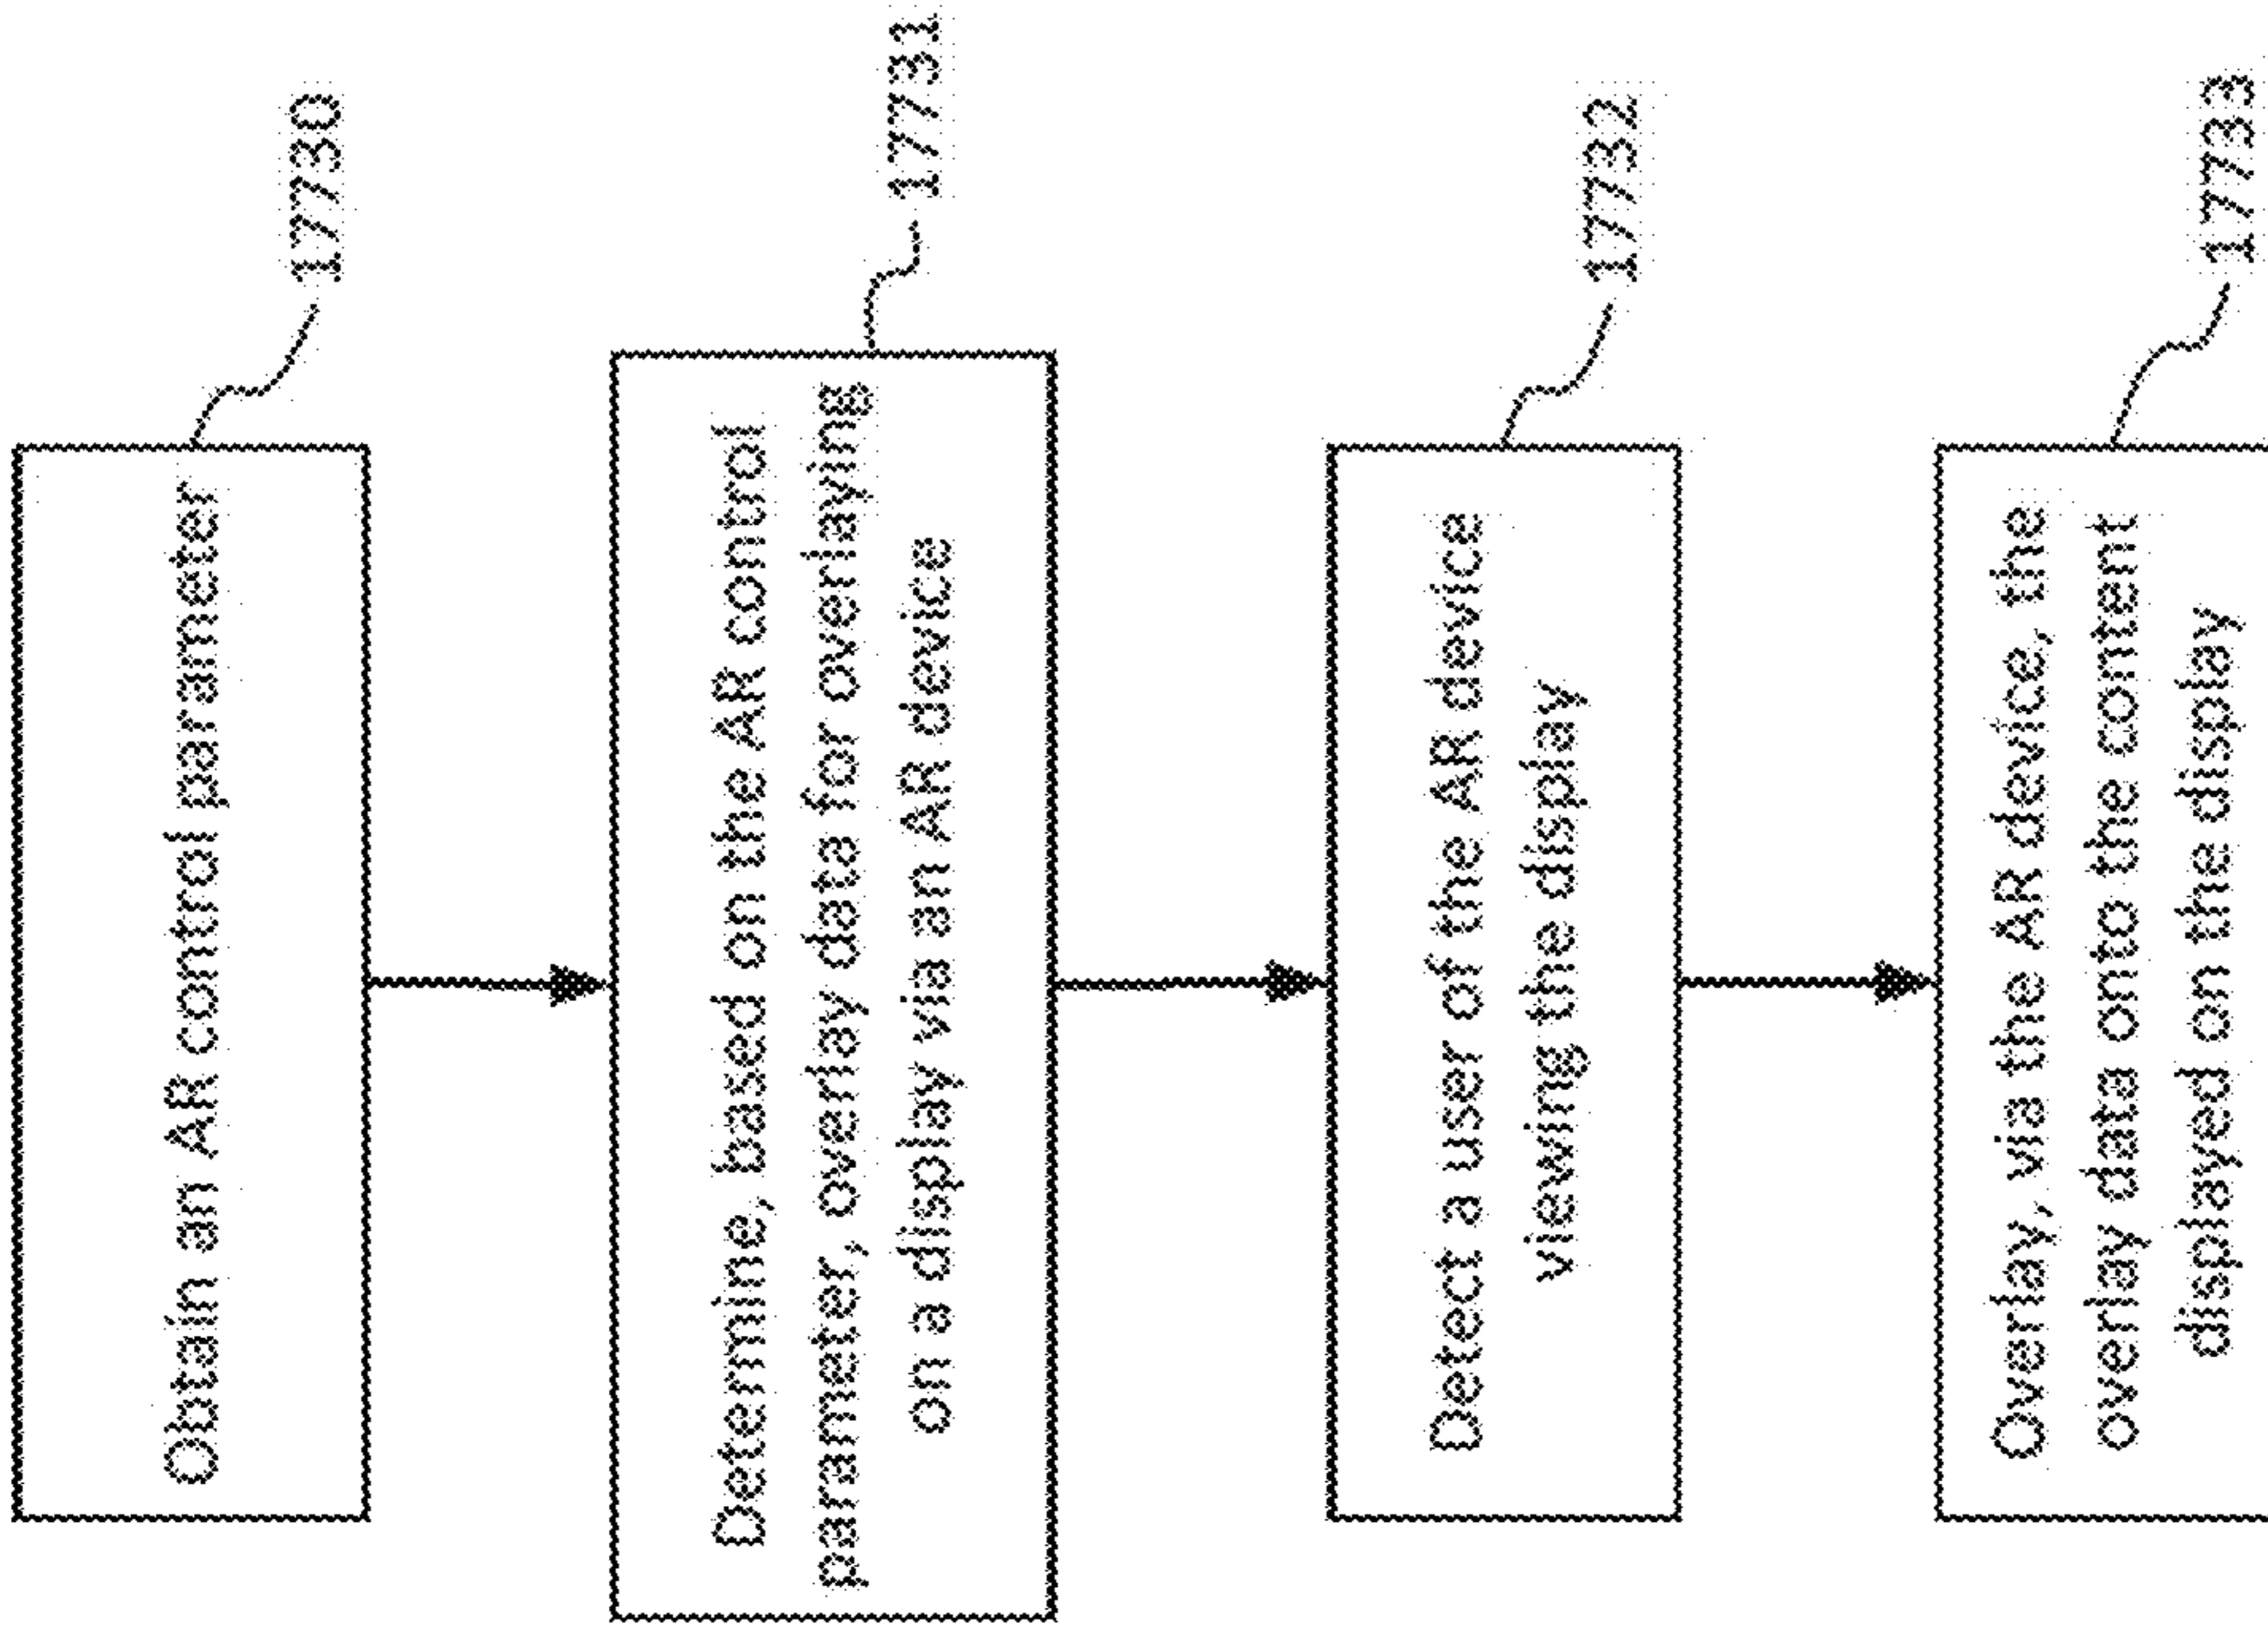 Obtain an AR control parameter
17730
Determine, based on the AR control
parameter, overlay data for overlaying
on a display via an AR device
17731
Detect a user of the AR device
viewing the display
17732
Overlay, via the AR device, the
overlay data onto the content
displayed on the display
17733